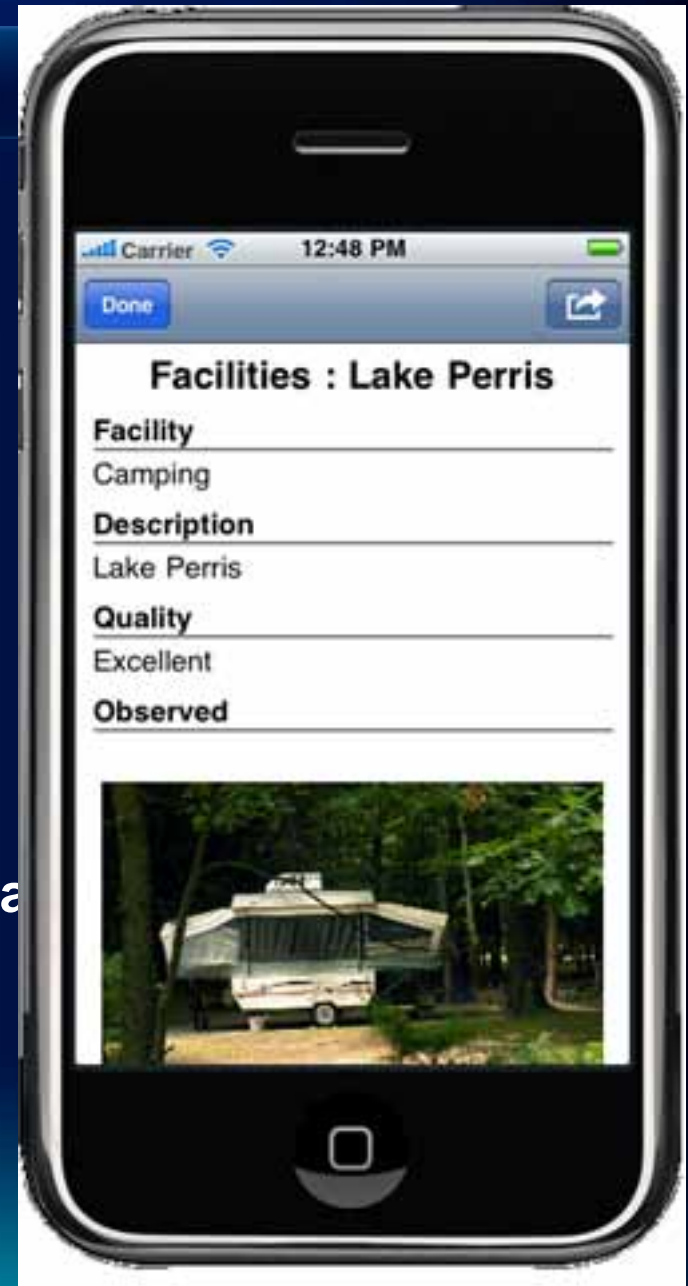 Carrier 12:48 PM
Done
Facilities : Lake Perris
Facility
Camping
Description
Lake Perris
Quality
Excellent
Observed
a